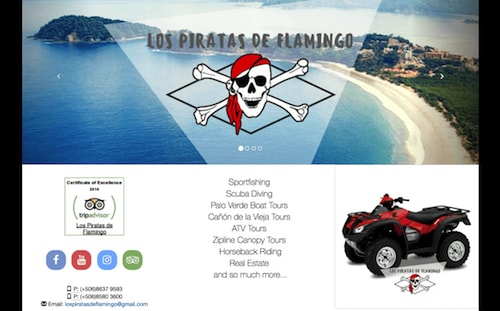 LOS PIRATAS DE FLAMINGO
Certificate of Excellence
2016
tripadvisor
Los Piratas de
Flamingo
P: (+506)8637 9593
P: (+506)8580 3600
Email: lospiratasdeflamingo@gmail.com
Sportfishing
Scuba Diving
Palo Verde Boat Tours
Cañón de la Vieja Tours
ATV Tours
Zipline Canopy Tours
Horseback Riding
Real Estate
and so much more...
LOS PIRATAS DE FLAMINGO